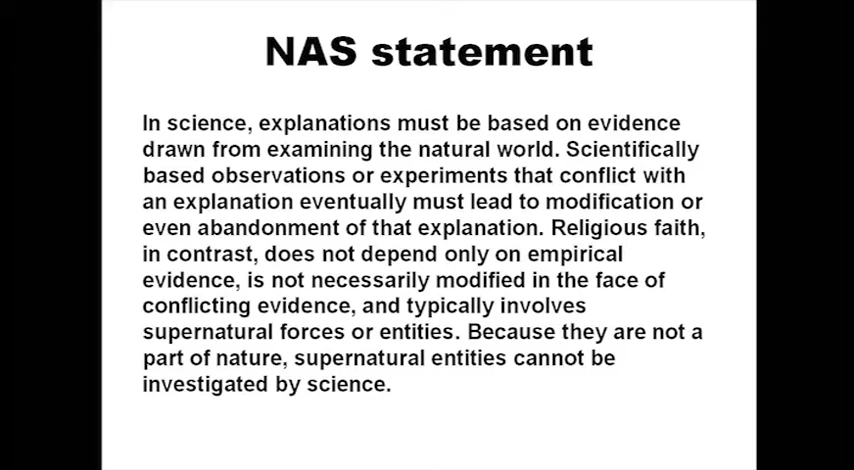 NAS statement
In science, explanations must be based on evidence
drawn from examining the natural world. Scientifically
based observations or experiments that conflict with
an explanation eventually must lead to modification or
even abandonment of that explanation. Religious faith,
in contrast, does not depend only on empirical
evidence, is not necessarily modified in the face of
conflicting evidence, and typically involves
supernatural forces or entities. Because they are not a
part of nature, supernatural entities cannot be
investigated by science.